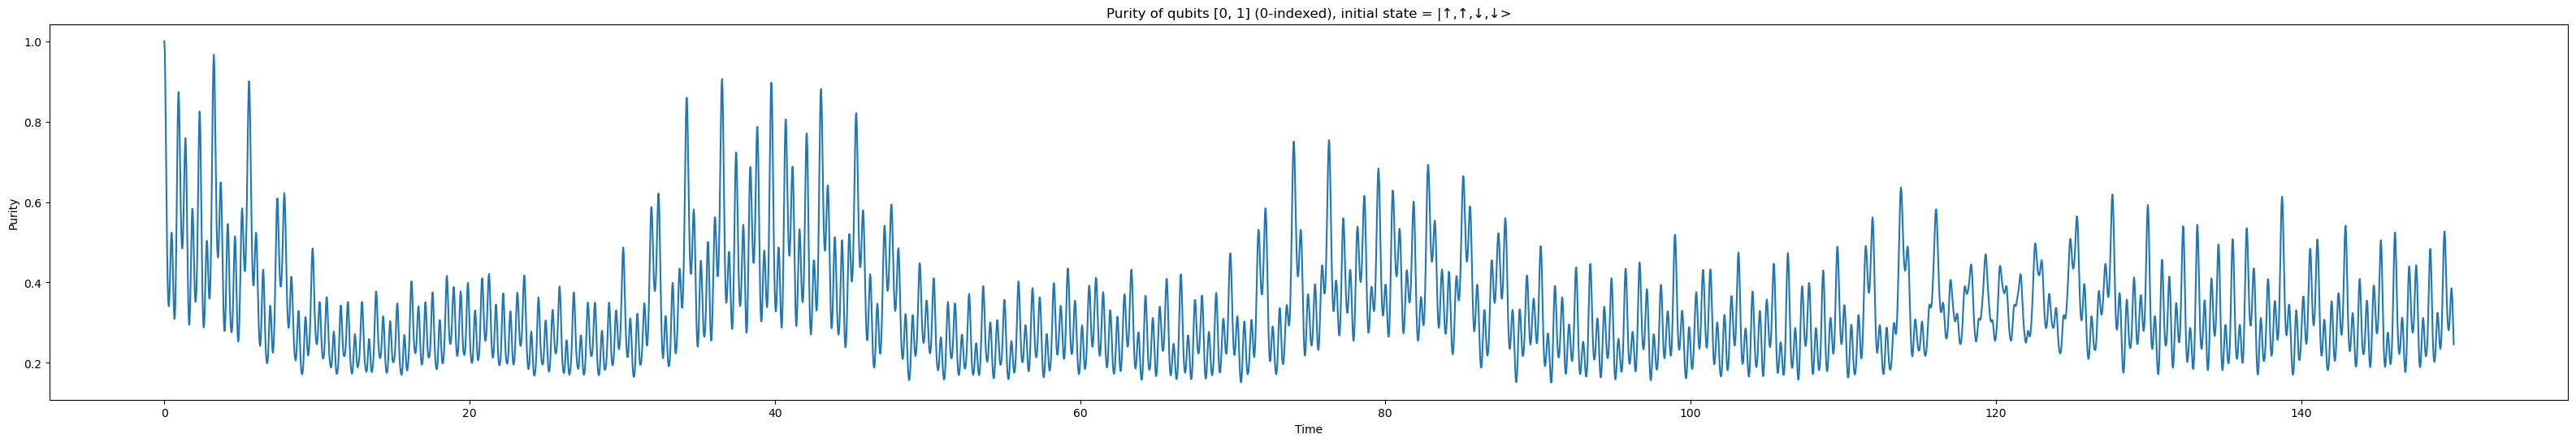 Purity of qubits [0, 1] (0-indexed), initial state = |↑,↑,↓,↓>
Purity
1.0
0.8
0.6
0.4
0.2
0 20 40 60 80 100 120 140
Time